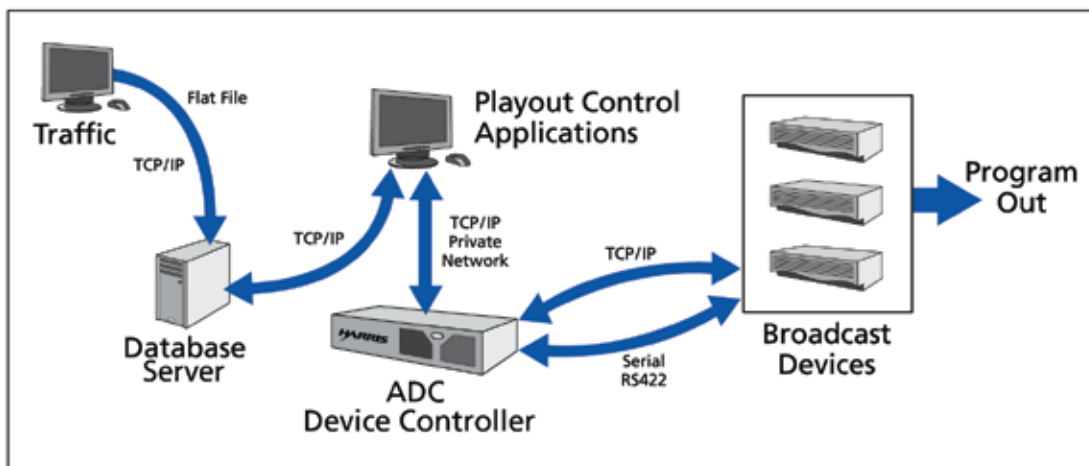 Traffic
Flat File
TCP/IP
Database
Server
TCP/IP
Playout Control
Applications
TCP/IP
Private
Network
HARRIS
ADC
Device Controller
TCP/IP
Serial
RS422
Broadcast
Devices
Program
Out